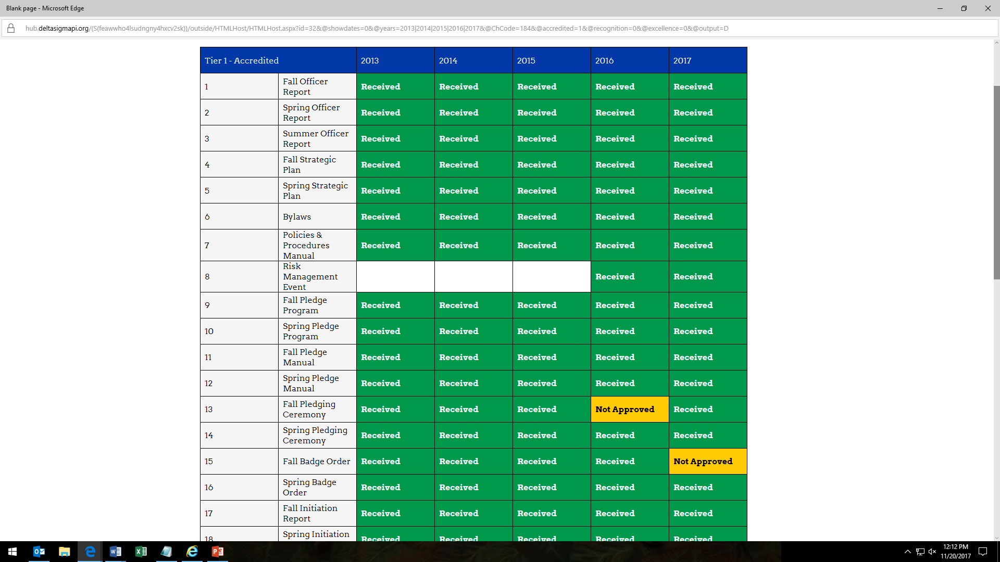 Blank page - Microsoft Edge
hub.deltasigmapi.org/(S(feawwho4lsudngny4hxcv2sk))/outside/HTMLHost/HTMLHost.aspx?id=32&@showdates=0&@years=2013|2014|2015|2016|2017&@ChCode=184&@accredited=1&@recognition=0&@excellence=0&@output=D
Tier 1 - Accredited 2013 2014 2015 2016 2017
1 Fall Officer Report Received Received Received Received Received
2 Spring Officer Report Received Received Received Received Received
3 Summer Officer Report Received Received Received Received Received
4 Fall Strategic Plan Received Received Received Received Received
5 Spring Strategic Plan Received Received Received Received Received
6 Bylaws Received Received Received Received Received
7 Policies & Procedures Manual Received Received Received Received Received
8 Risk Management Event Received Received
9 Fall Pledge Program Received Received Received Received Received
10 Spring Pledge Program Received Received Received Received Received
11 Fall Pledge Manual Received Received Received Received Received
12 Spring Pledge Manual Received Received Received Received Received
13 Fall Pledging Ceremony Received Received Received Not Approved Received
14 Spring Pledging Ceremony Received Received Received Received Received
15 Fall Badge Order Received Received Received Received Not Approved
16 Spring Badge Order Received Received Received Received Received
17 Fall Initiation Report Received Received Received Received Received
18 Spring Initiation Received Received Received Received Received
12:12 PM
11/20/2017